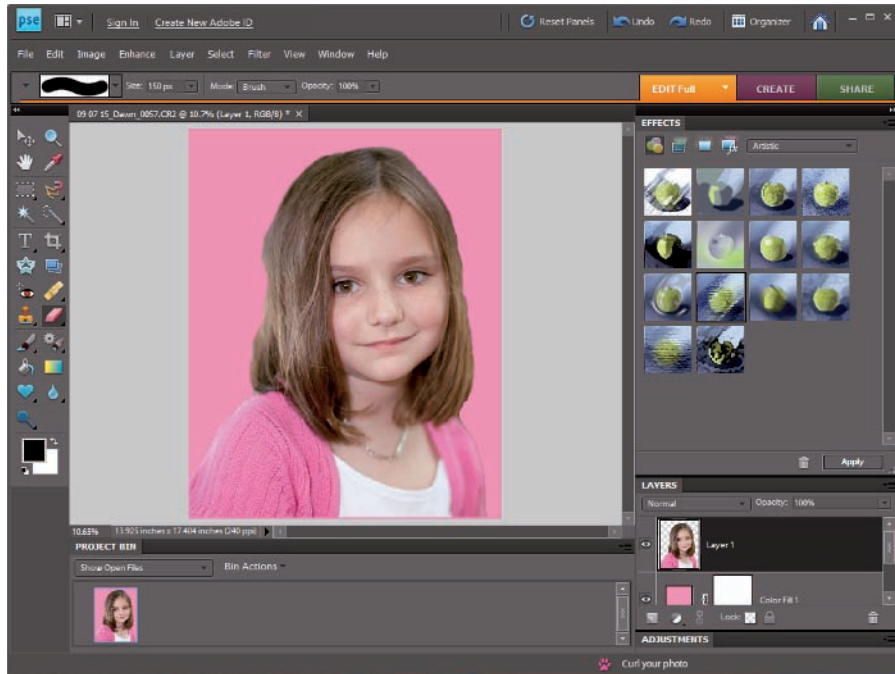 pse Sign In Create New Adobe ID Reset Panels Undo Redo Organizer
File Edit Image Enhance Layer Select Filter View Window Help
Size: 150 px Mode: Brush Opacity: 100% EDIT Full CREATE SHARE
09 07 15_Dawn_0057.CR2 @ 10.7% (Layer 1, RGB/8) * X
EFFECTS
Artistic
T
Apply
LAYERS
Normal Opacity: 100%
10.65% 13.925 inches x 17.404 inches (240 ppi)
Layer 1
PROJECT BIN
Show Open Files Bin Actions
Color Fill 1
Lock:
ADJUSTMENTS
Curl your photo